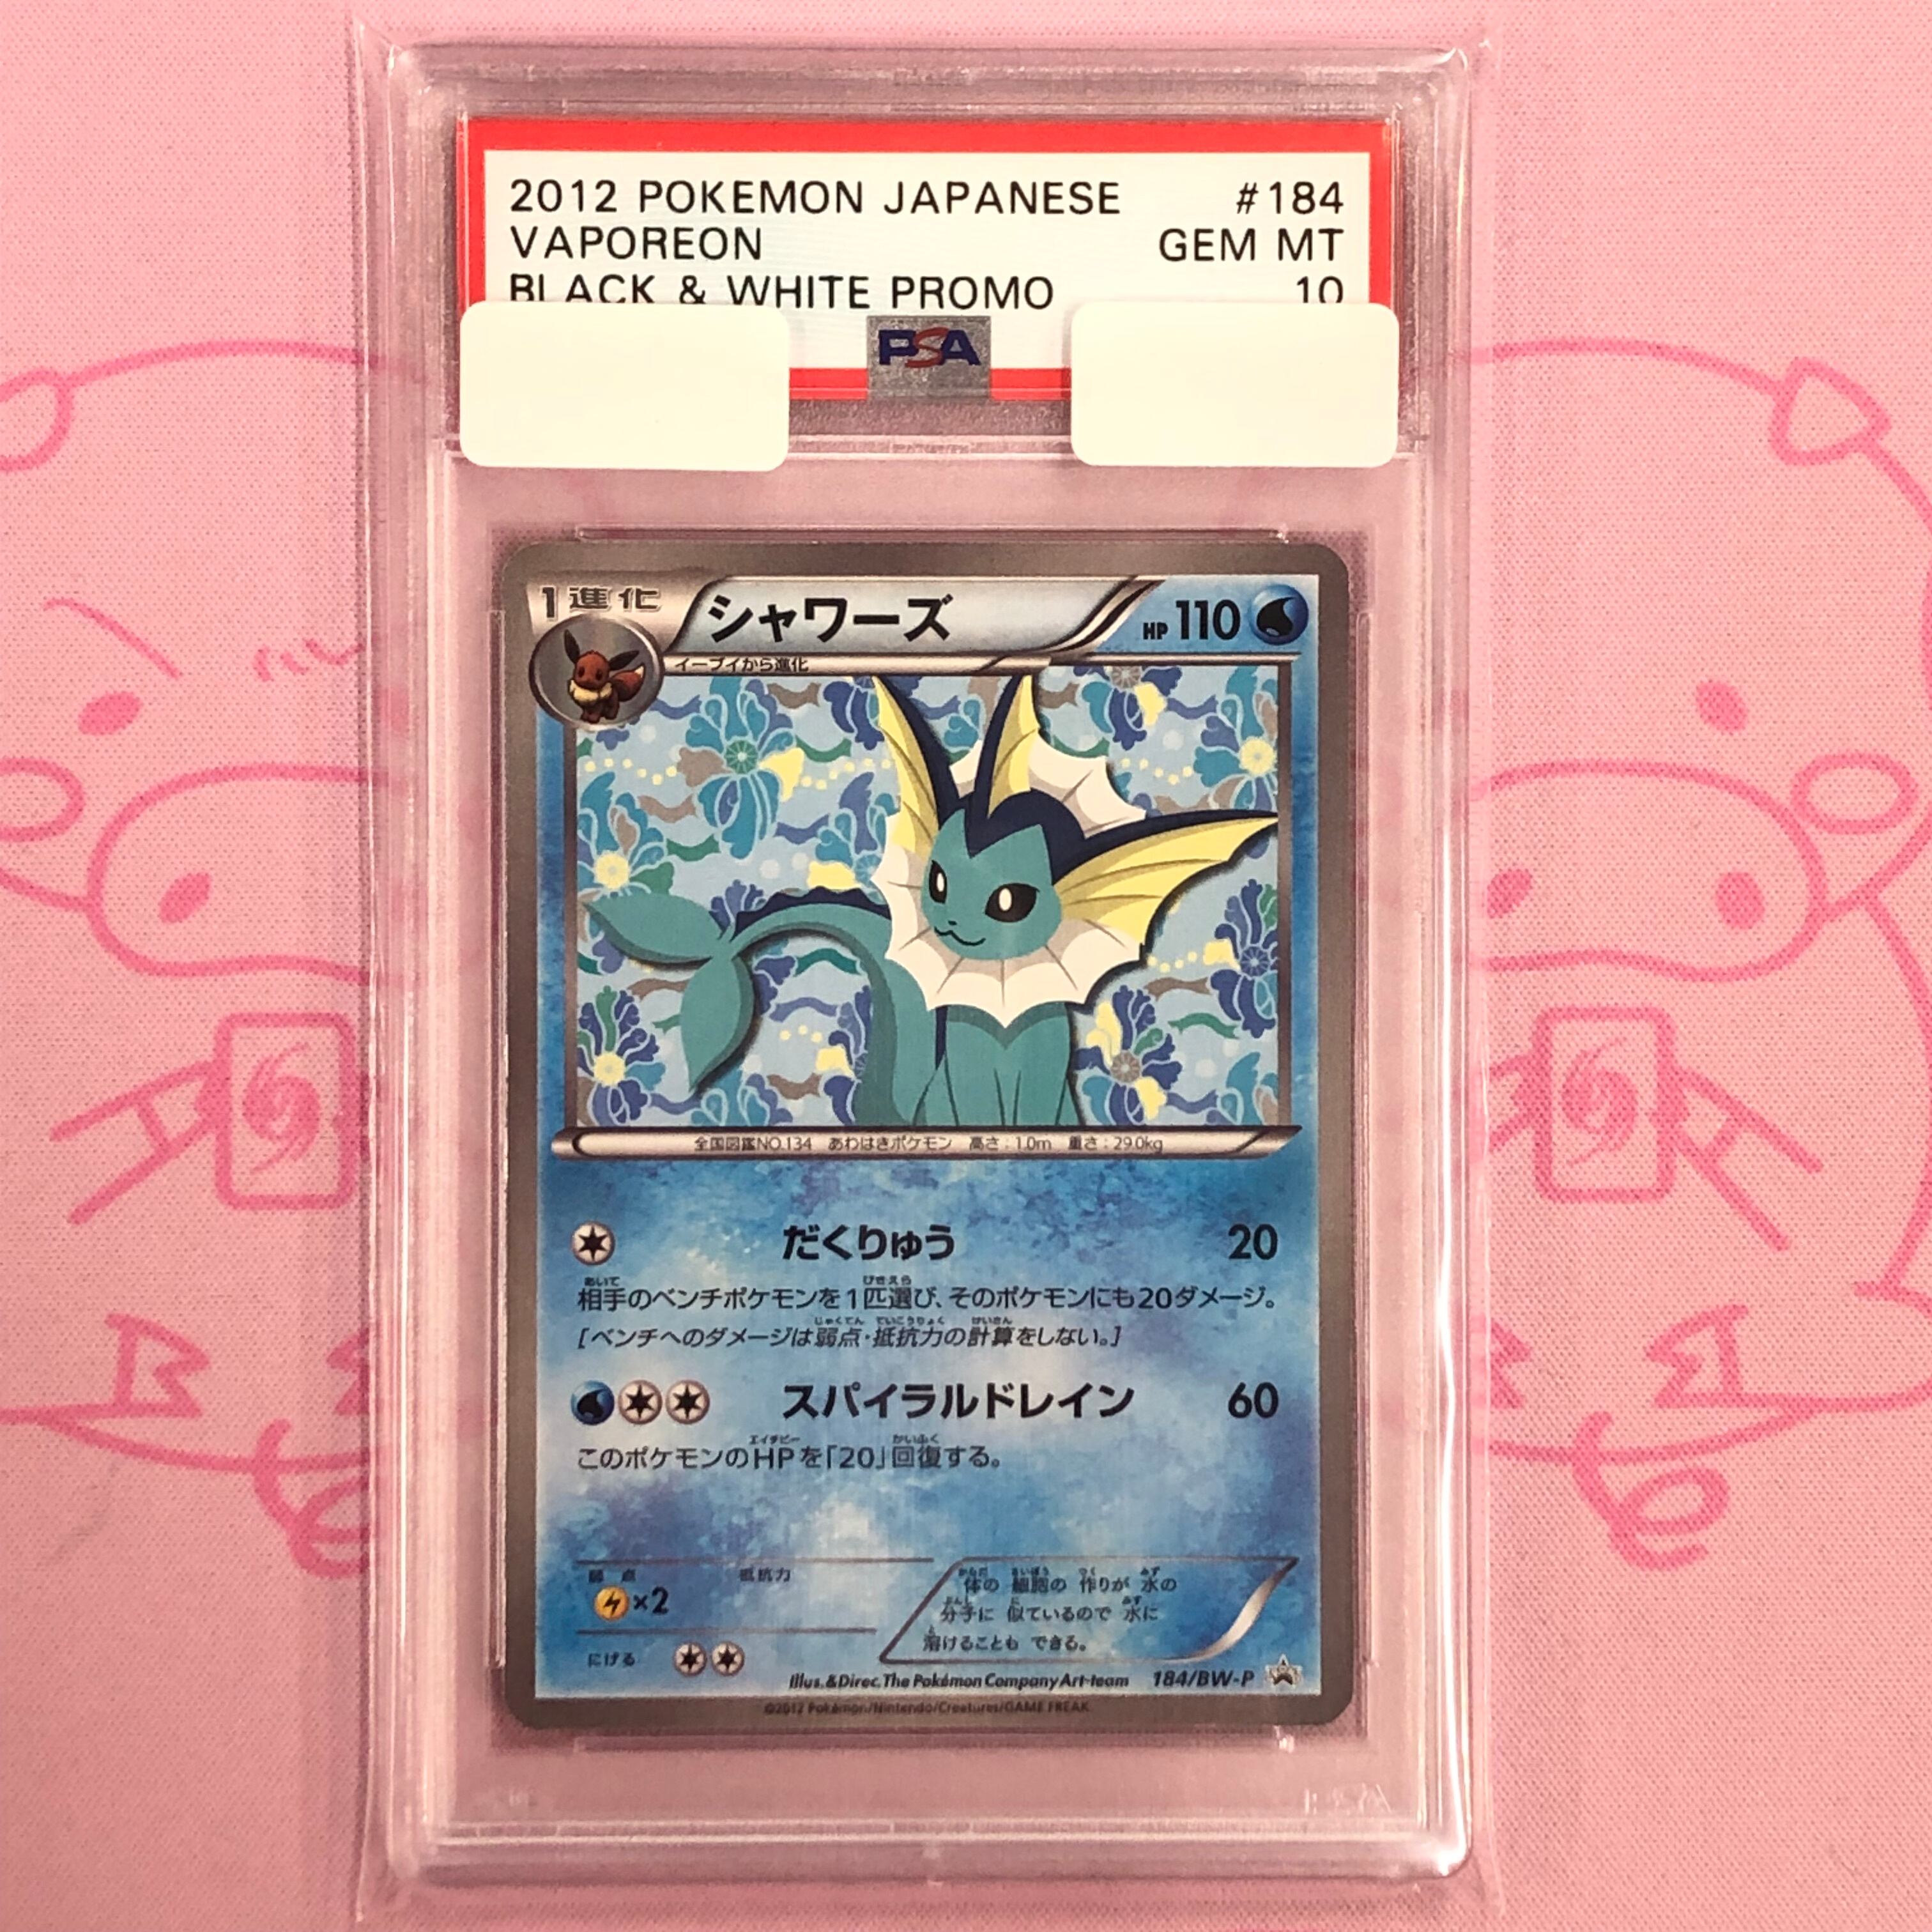 2012 POKEMON JAPANESE #184
VAPOREON GEM MT
BLACK & WHITE PROMO 10
PSA
1進化 シャワーズ HP110
イーブイから進化
全国図鑑NO.134 あわはきポケモン 高さ:1.0m 重さ:29.0kg
だくりゅう 20
相手のベンチポケモンを1匹選び、そのポケモンにも20ダメージ。
[ベンチへのダメージは弱点・抵抗力の計算をしない。]
スパイラルドレイン 60
このポケモンのHPを「20」回復する。
弱点 抵抗力
×2
にげる
体の 細胞の 作りが 水の
分子に 似ているので 水に
溶けることも できる。
Illus.&Direc.The Pokémon Company Art-team 184/BW-P
©2012 Pokémon/Nintendo/Creatures/GAME FREAK